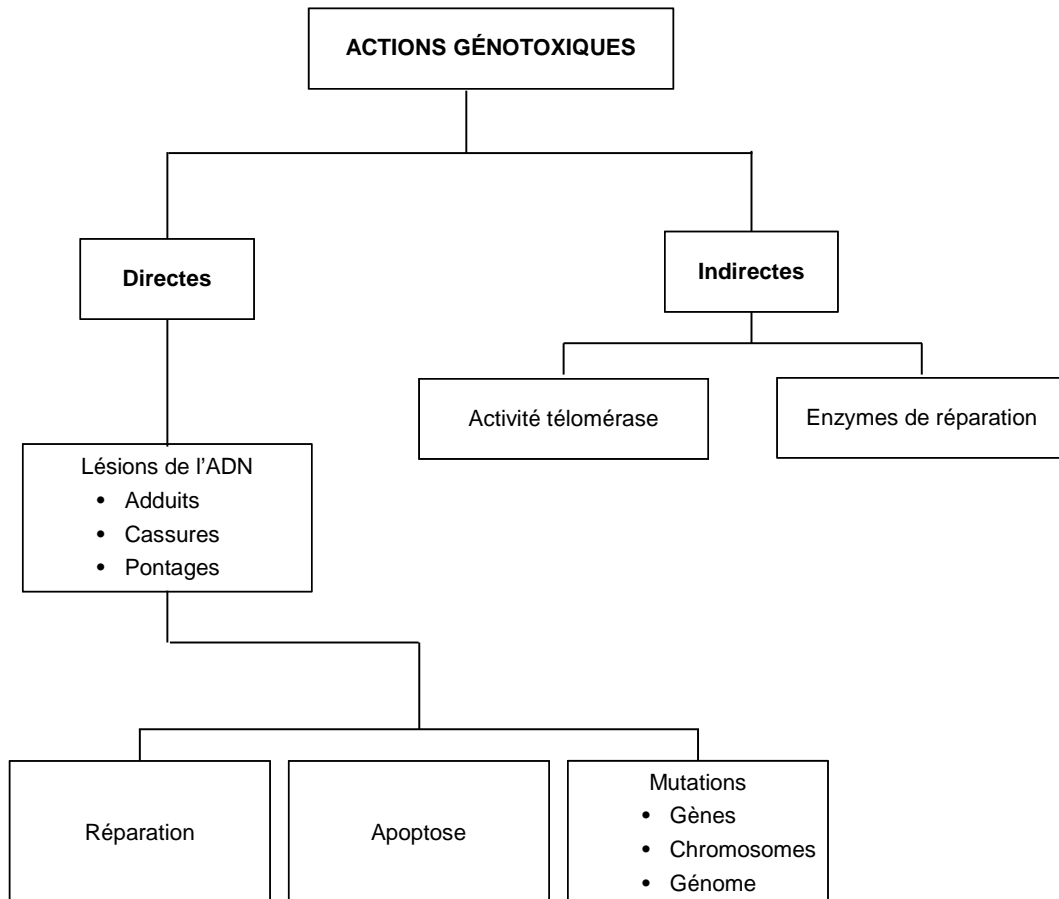 ACTIONS GÉNOTOXIQUES
Directes
Indirectes
Activité télomérase
Enzymes de réparation
Lésions de l'ADN
• Adduits
• Cassures
• Pontages
Réparation
Apoptose
Mutations
• Gènes
• Chromosomes
• Génome